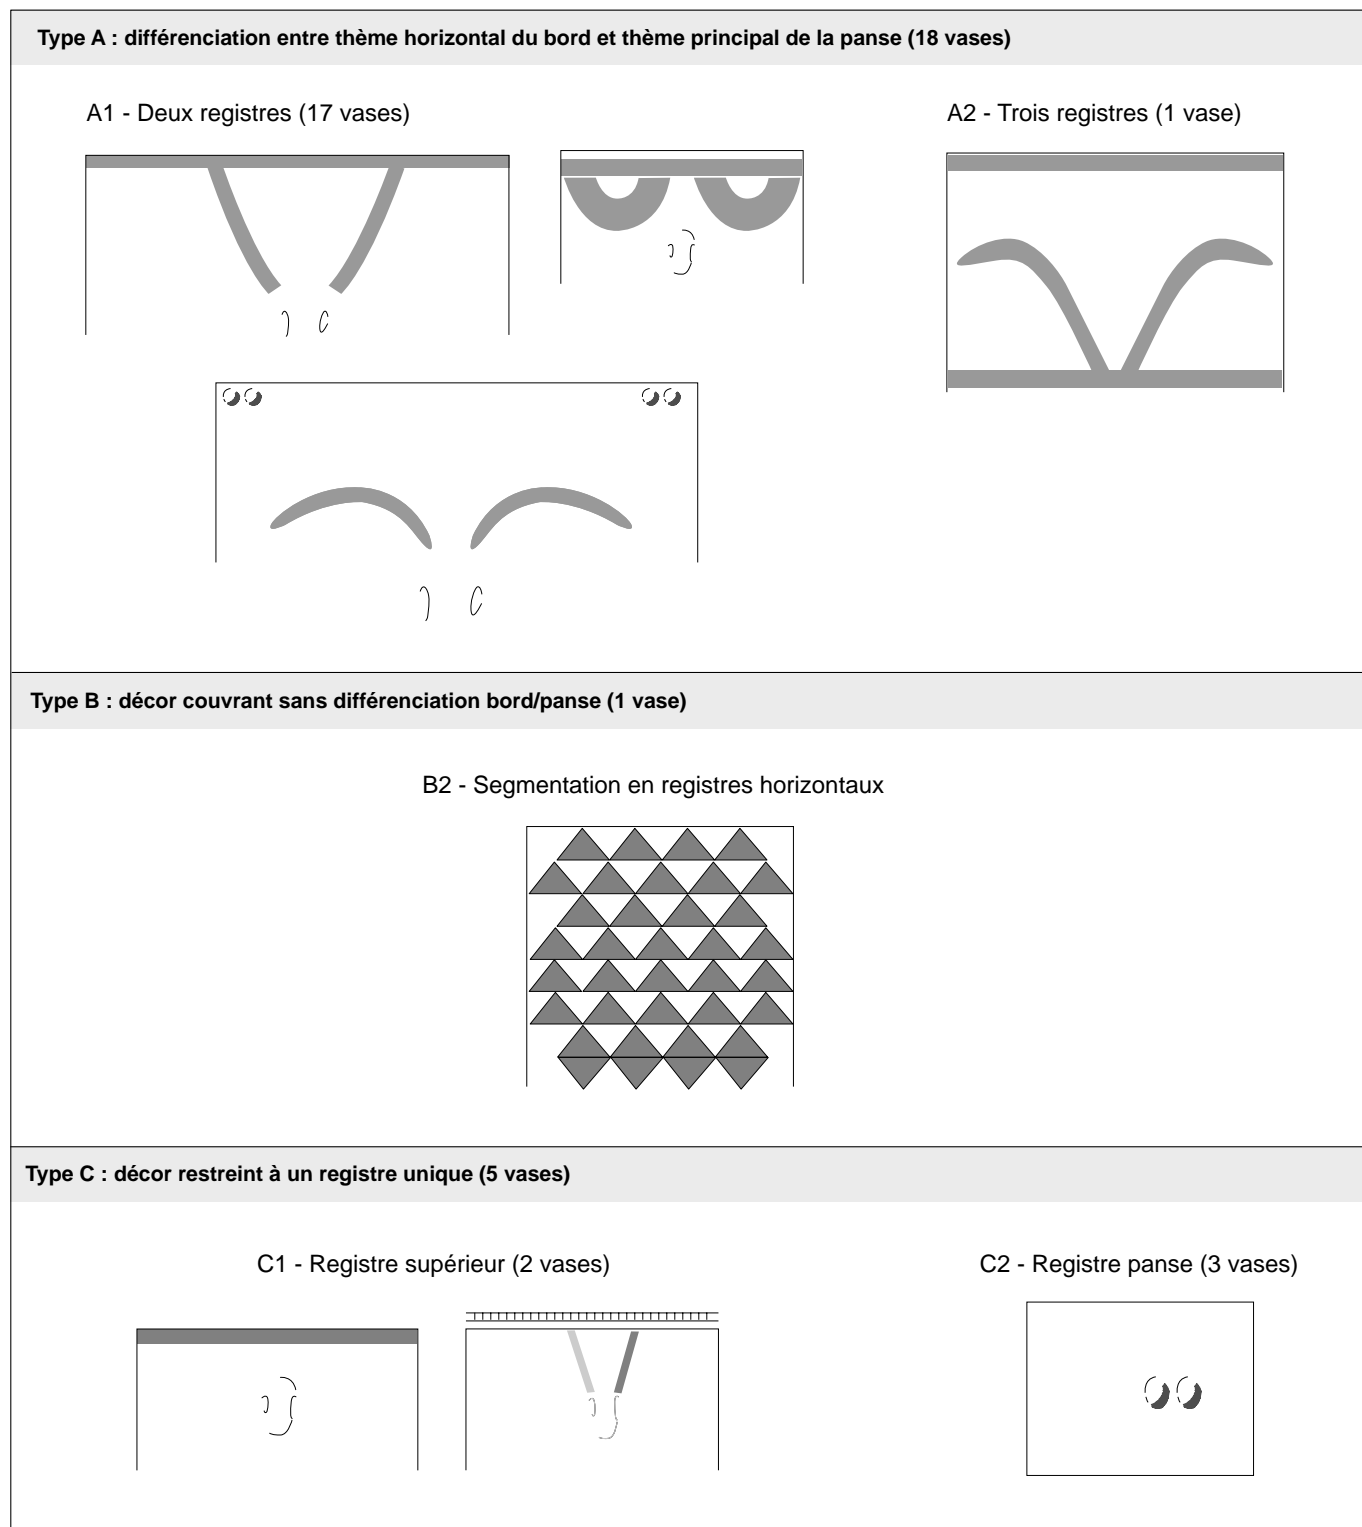 Type A : différenciation entre thème horizontal du bord et thème principal de la panse (18 vases)
A1 - Deux registres (17 vases)
A2 - Trois registres (1 vase)
Type B : décor couvrant sans différenciation bord/panse (1 vase)
B2 - Segmentation en registres horizontaux
Type C : décor restreint à un registre unique (5 vases)
C1 - Registre supérieur (2 vases)
C2 - Registre panse (3 vases)